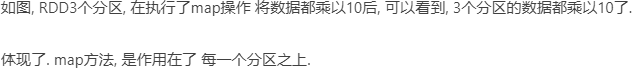 如图, RDD3个分区, 在执行了map操作 将数据都乘以10后, 可以看到, 3个分区的数据都乘以10了.
体现了. map方法, 是作用在了 每一个分区之上.